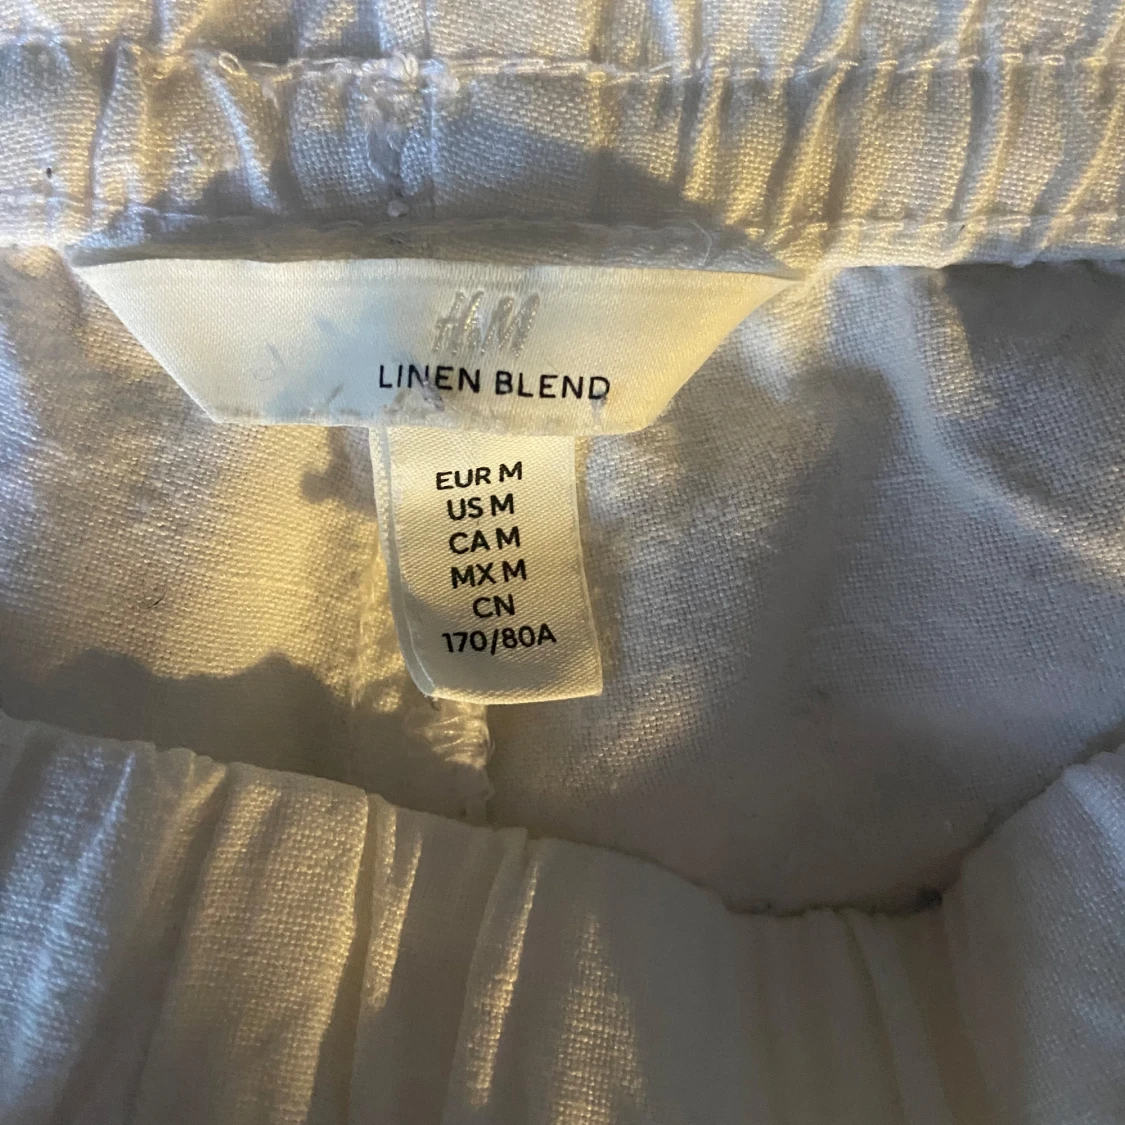 H&M
LINEN BLEND
EUR M
US M
CA M
MX M
CN
170/80A